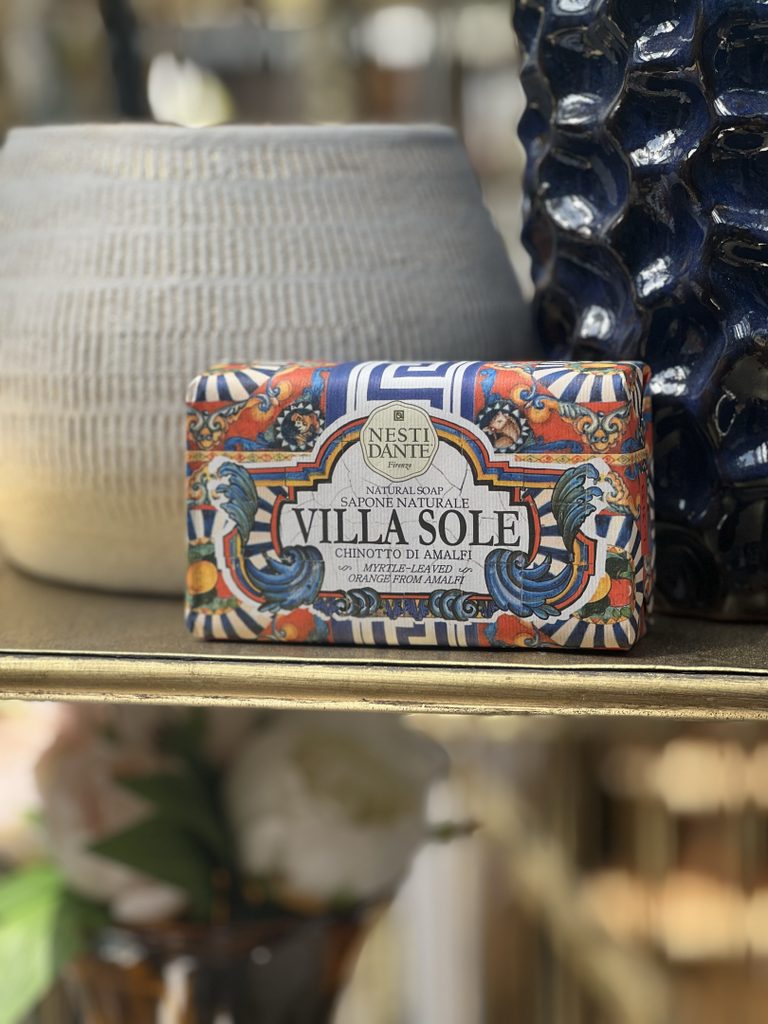 NESTI
DANTE
Firenze
NATURAL SOAP
SAPONE NATURALE
VILLA SOLE
CHINOTTO DI AMALFI
MYRTLE-LEAVED
ORANGE FROM AMALFI